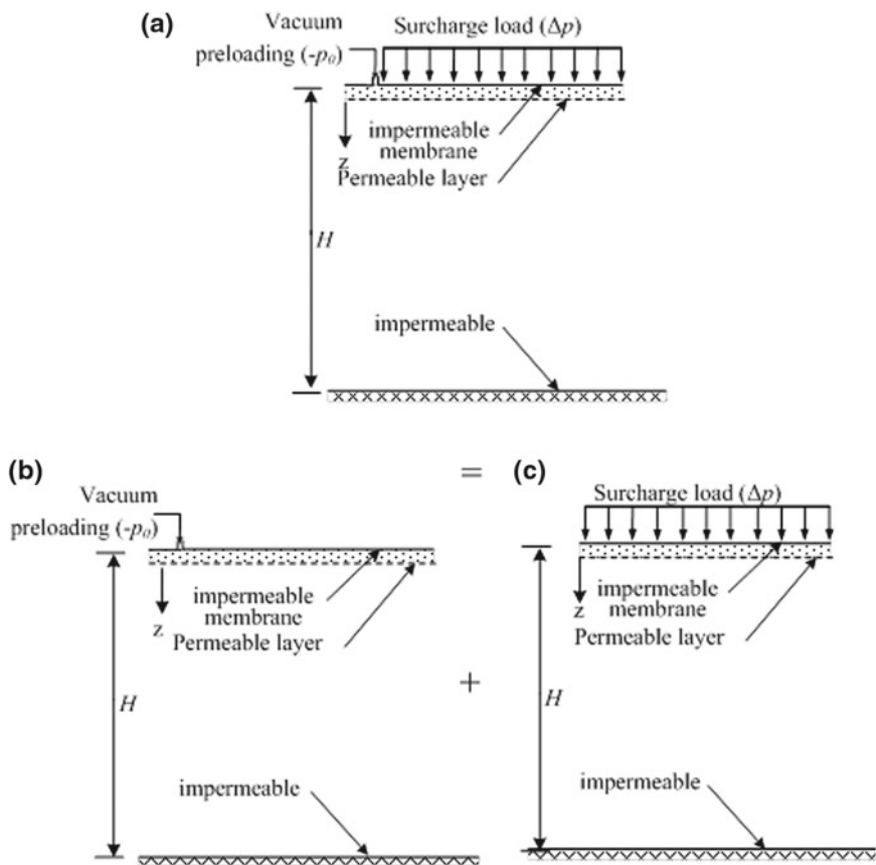 (a)
Vacuum
preloading (-p₀)
Surcharge load (Δp)
impermeable
membrane
z
Permeable layer
H
impermeable
(b)
=
(c)
Vacuum
preloading (-p₀)
impermeable
membrane
z
Permeable layer
H
impermeable
+
Surcharge load (Δp)
impermeable
membrane
z
Permeable layer
H
impermeable